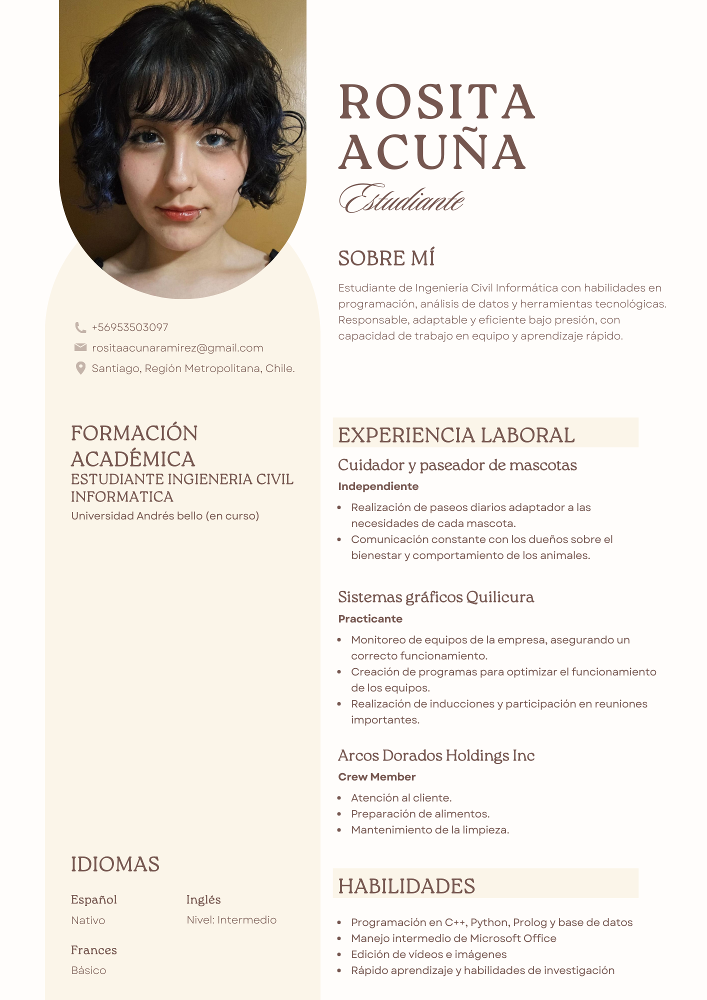 ROSITA
ACUÑA
Estudiante
SOBRE MÍ
Estudiante de Ingeniería Civil Informática con habilidades en
programación, análisis de datos y herramientas tecnológicas.
Responsable, adaptable y eficiente bajo presión, con
capacidad de trabajo en equipo y aprendizaje rápido.
+56953503097
rositaacunaramirez@gmail.com
Santiago, Región Metropolitana, Chile.
FORMACIÓN
ACADÉMICA
ESTUDIANTE INGIENERIA CIVIL
INFORMATICA
Universidad Andrés bello (en curso)
IDIOMAS
Español
Nativo
Inglés
Nivel: Intermedio
Frances
Básico
EXPERIENCIA LABORAL
Cuidador y paseador de mascotas
Independiente
• Realización de paseos diarios adaptador a las
necesidades de cada mascota.
• Comunicación constante con los dueños sobre el
bienestar y comportamiento de los animales.
Sistemas gráficos Quilicura
Practicante
• Monitoreo de equipos de la empresa, asegurando un
correcto funcionamiento.
• Creación de programas para optimizar el funcionamiento
de los equipos.
• Realización de inducciones y participación en reuniones
importantes.
Arcos Dorados Holdings Inc
Crew Member
• Atención al cliente.
• Preparación de alimentos.
• Mantenimiento de la limpieza.
HABILIDADES
• Programación en C++, Python, Prolog y base de datos
• Manejo intermedio de Microsoft Office
• Edición de vídeos e imágenes
• Rápido aprendizaje y habilidades de investigación